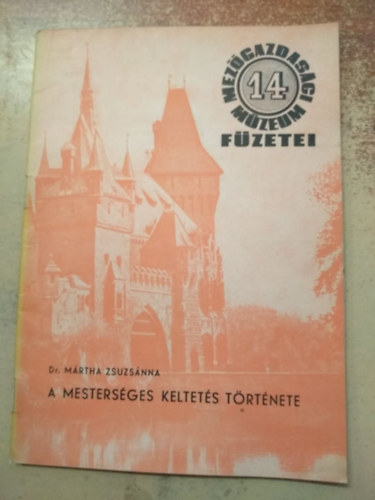 MEZŐGAZDASÁGI
14
MÚZEUM
FÜZETEI
Dr. MÁRTHA ZSUZSÁNNA
A MESTERSÉGES KELTETÉS TÖRTÉNETE